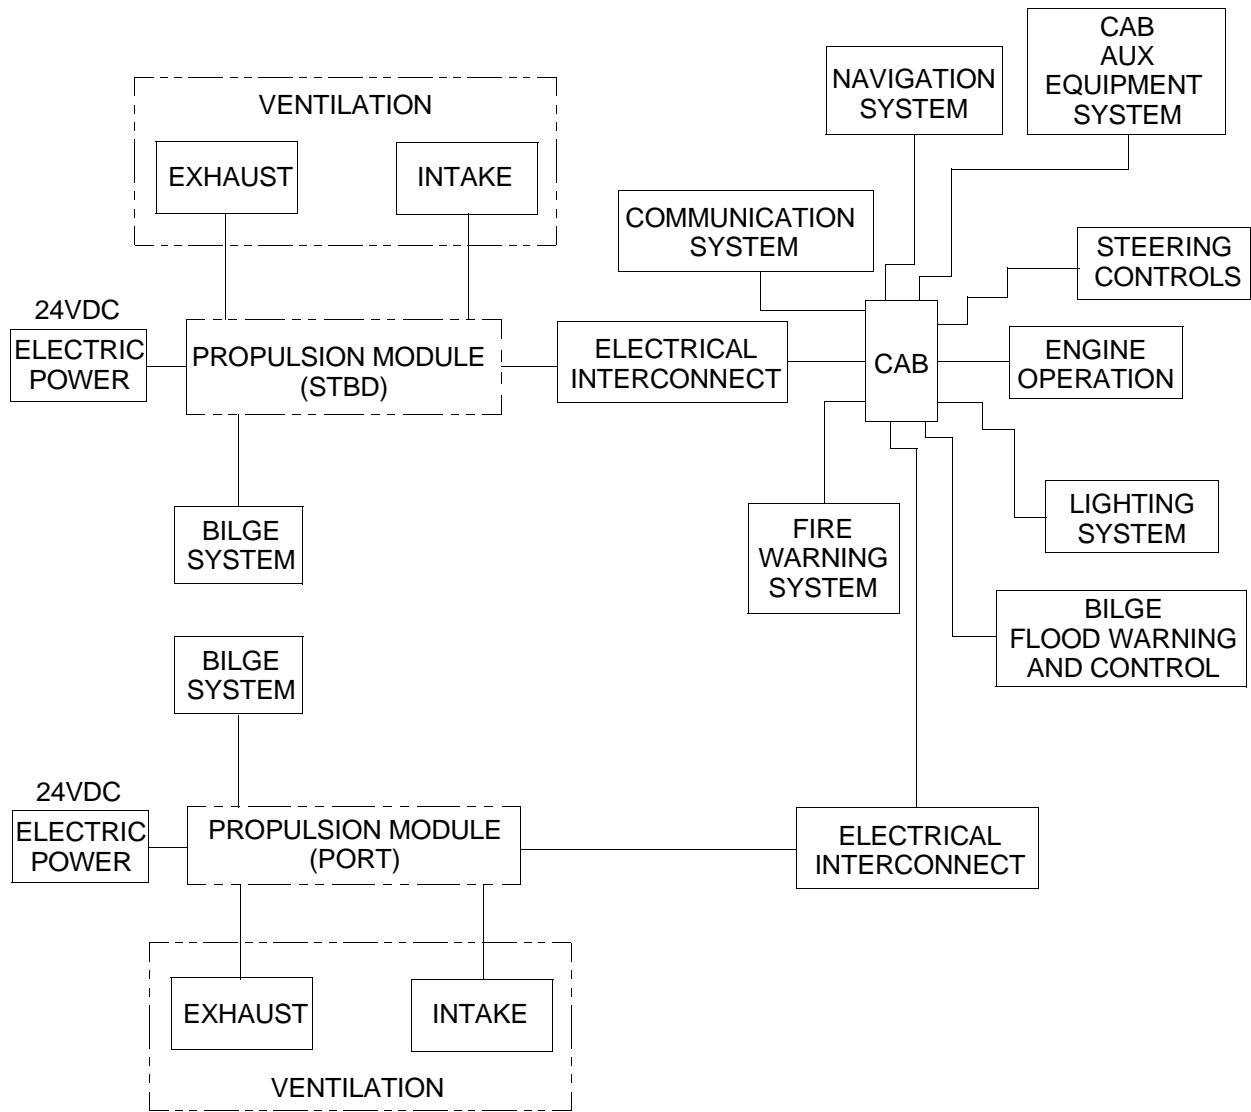 CAB
AUX
EQUIPMENT
SYSTEM
NAVIGATION
SYSTEM
VENTILATION
EXHAUST
INTAKE
COMMUNICATION
SYSTEM
STEERING
CONTROLS
24VDC
ELECTRIC
POWER
PROPULSION MODULE
(STBD)
ELECTRICAL
INTERCONNECT
CAB
ENGINE
OPERATION
BILGE
SYSTEM
FIRE
WARNING
SYSTEM
LIGHTING
SYSTEM
BILGE
FLOOD WARNING
AND CONTROL
BILGE
SYSTEM
24VDC
ELECTRIC
POWER
PROPULSION MODULE
(PORT)
ELECTRICAL
INTERCONNECT
EXHAUST
INTAKE
VENTILATION